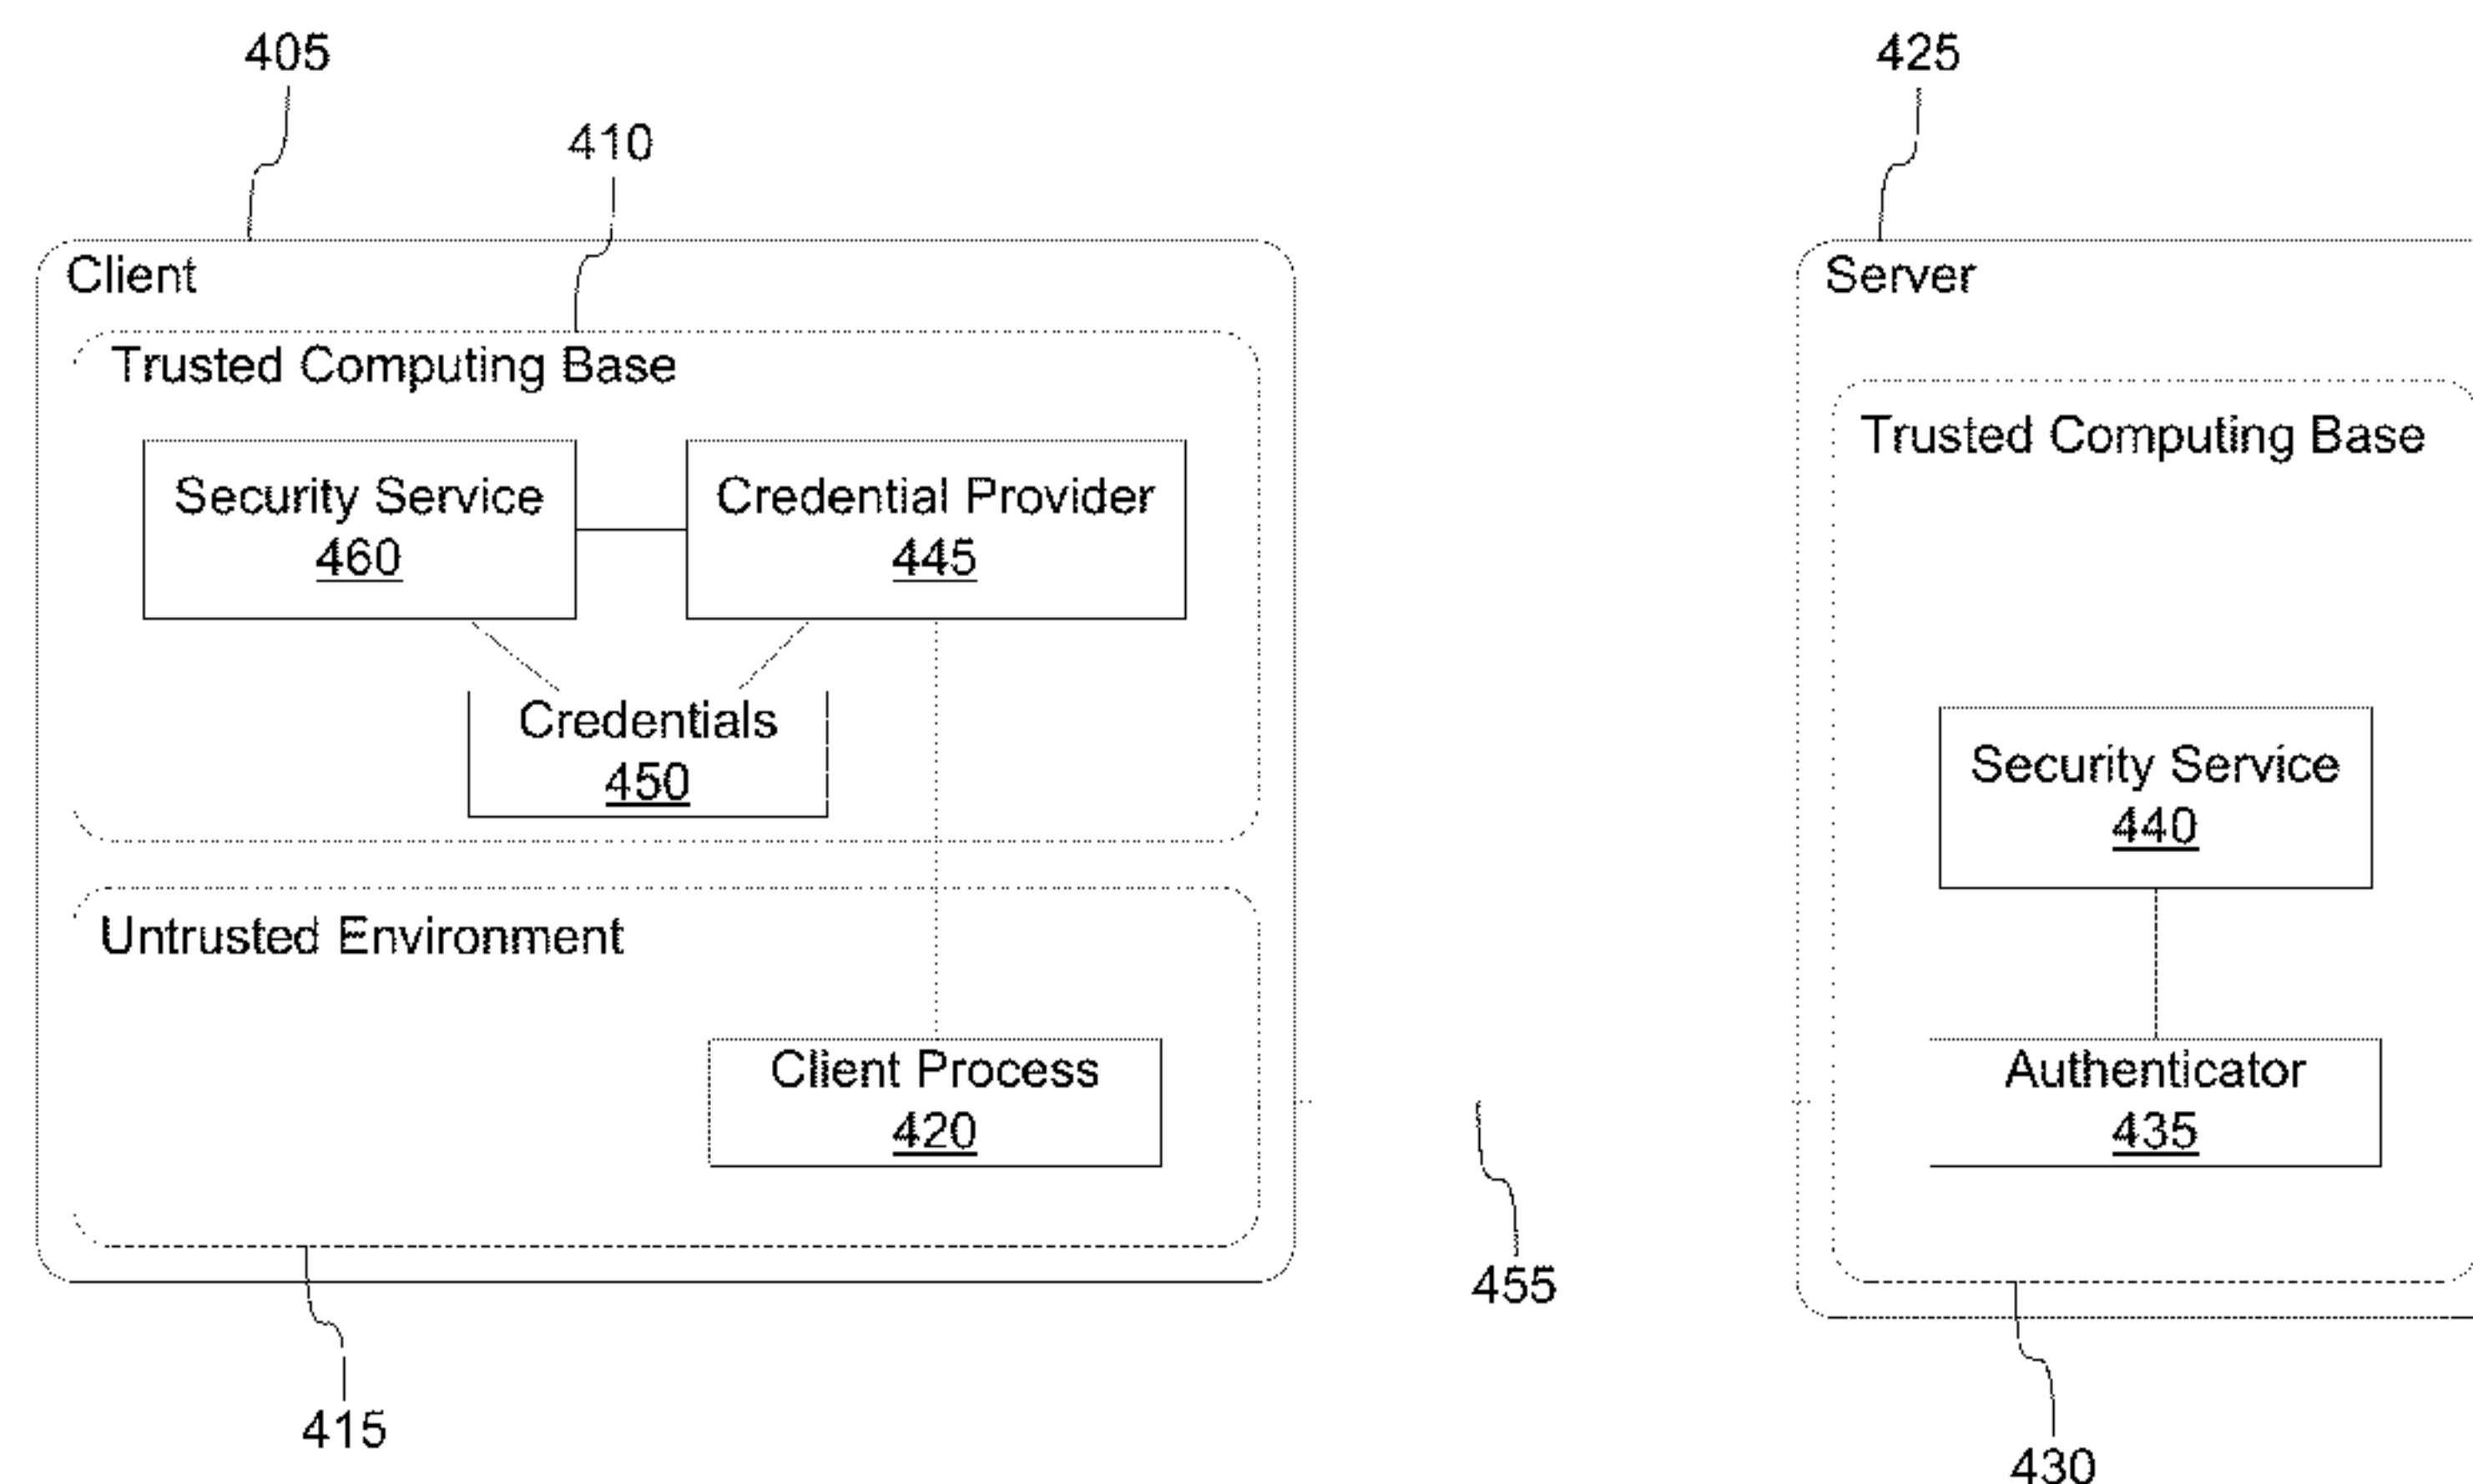 405
425
410
Client
Server
Trusted Computing Base
Trusted Computing Base
Security Service
460
Credential Provider
445
Credentials
450
Security Service
440
Untrusted Environment
Client Process
420
Authenticator
435
455
415
430